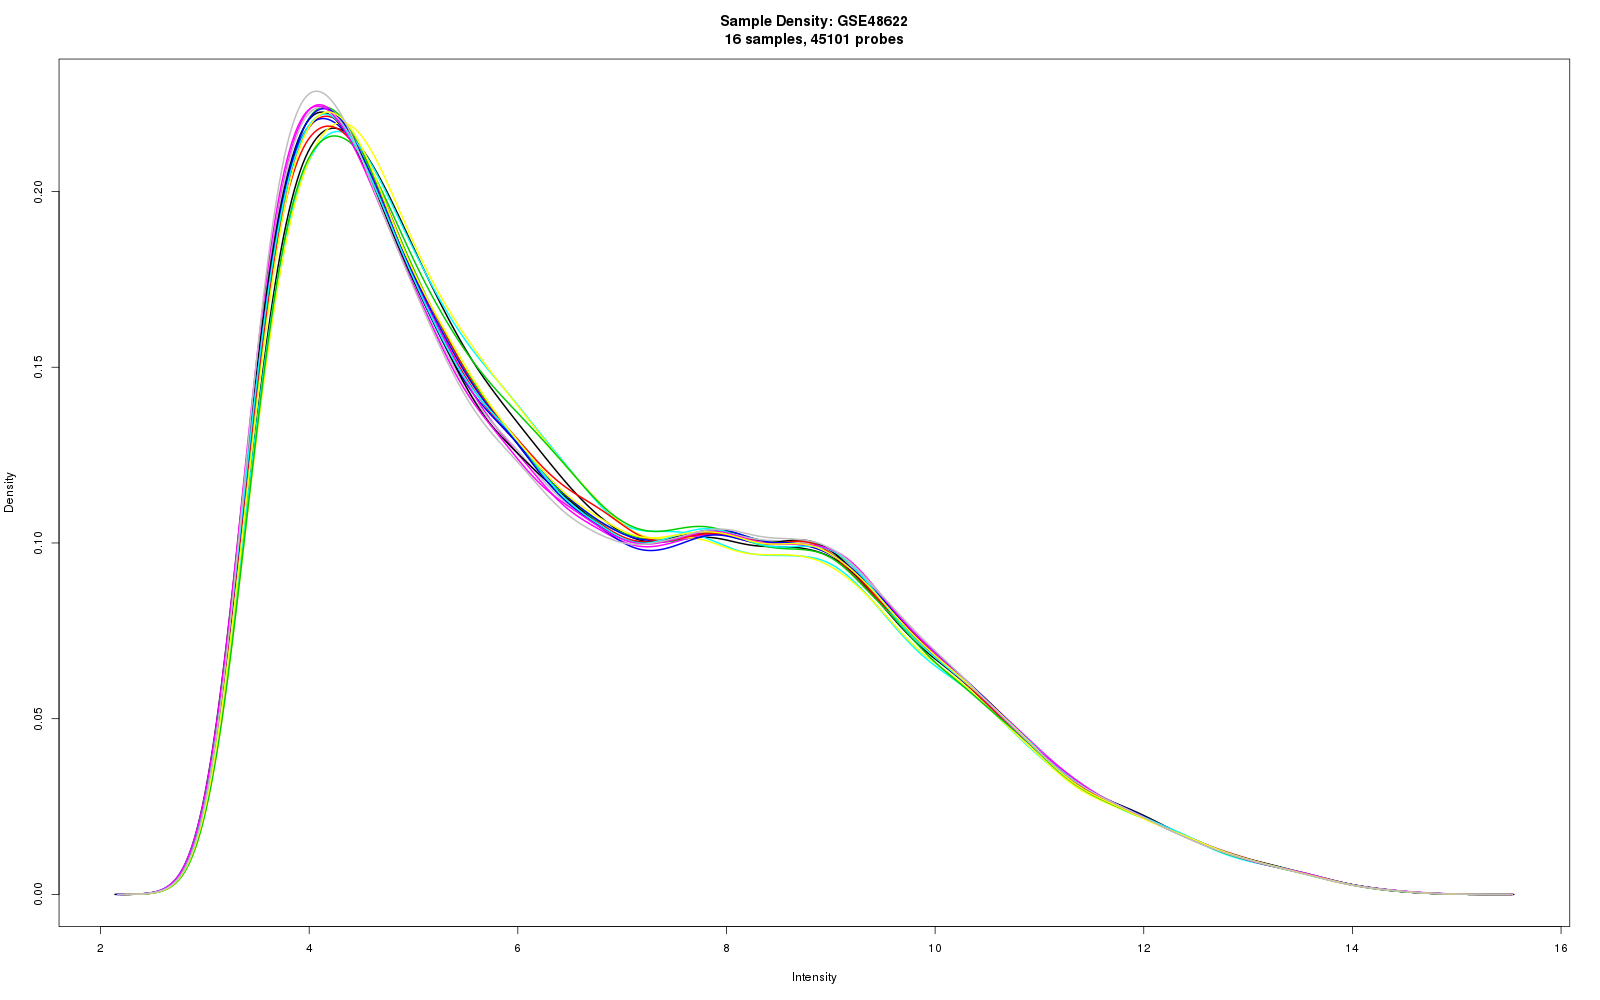 Sample Density: GSE48622
16 samples, 45101 probes
Density
0.00
0.05
0.10
0.15
0.20
2 4 6 8 10 12 14 16
Intensity